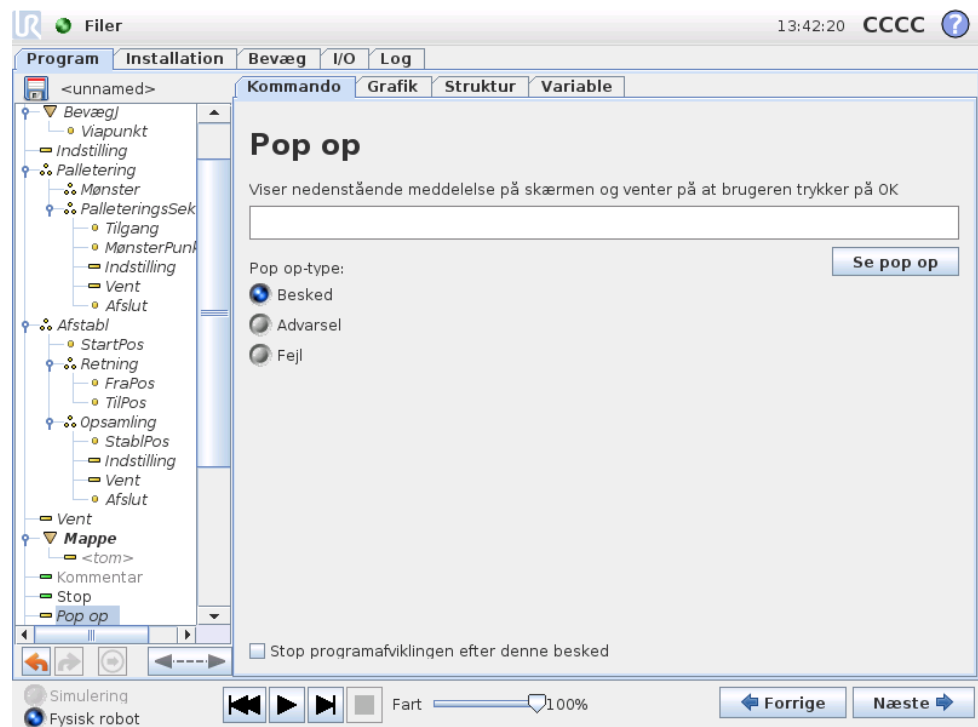 UR Filer 13:42:20 CCCC ?
Program Installation Bevæg I/O Log
<unnamed>
Kommando Grafik Struktur Variable
BevægJ
Viapunkt
Indstilling
Palletering
Mønster
PalleteringsSek
Tilgang
MønsterPunk
Indstilling
Vent
Afslut
Afstabl
StartPos
Retning
FraPos
TilPos
Opsamling
StablPos
Indstilling
Vent
Afslut
Vent
Mappe
<tom>
Kommentar
Stop
Pop op
Pop op
Viser nedenstående meddelelse på skærmen og venter på at brugeren trykker på OK
Se pop op
Pop op-type:
Besked
Advarsel
Fejl
Stop programafviklingen efter denne besked
Simulering
Fysisk robot
Fart 100%
Forrige Næste